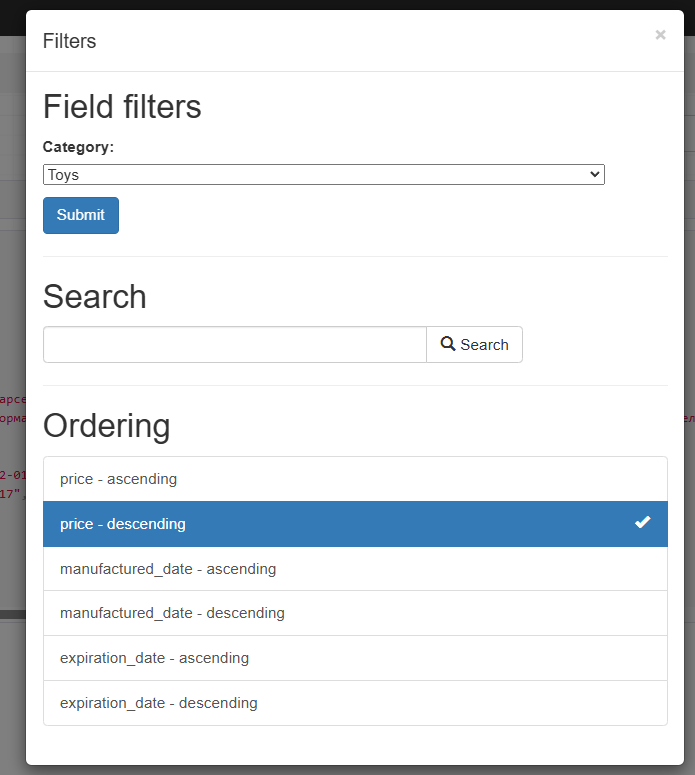 Filters
×
Field filters
Category:
Toys
Submit
Search
Search
Ordering
price - ascending
price - descending
manufactured_date - ascending
manufactured_date - descending
expiration_date - ascending
expiration_date - descending